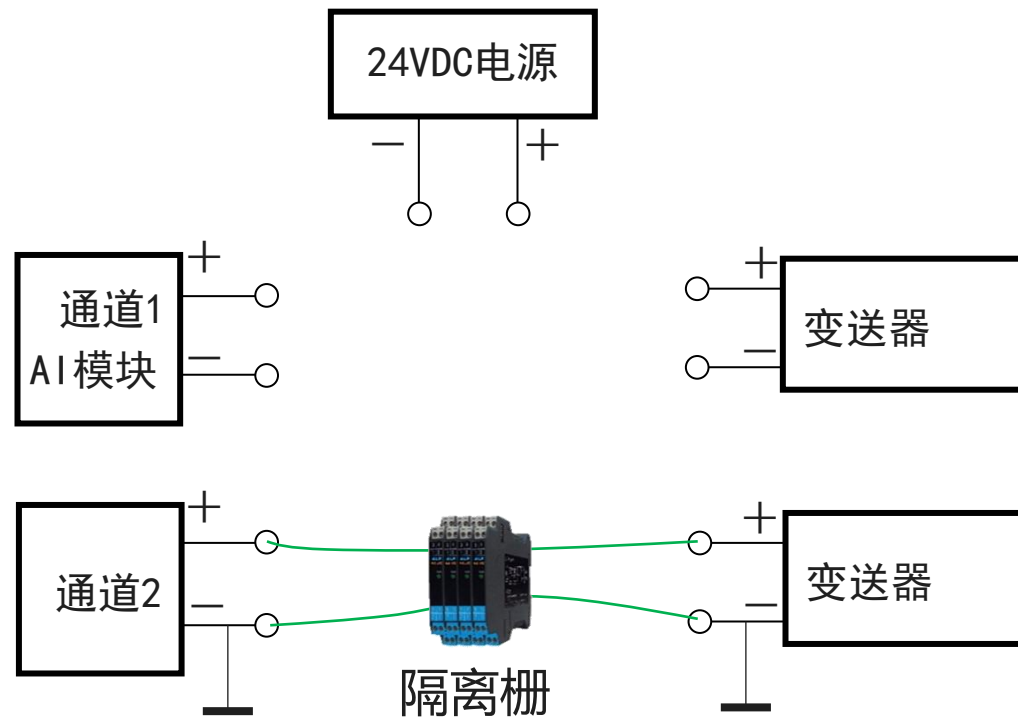 24VDC电源
－ ＋
＋ ＋
通道1
变送器
－ －
AI模块
＋ ＋
通道2
变送器
－ －
隔离栅